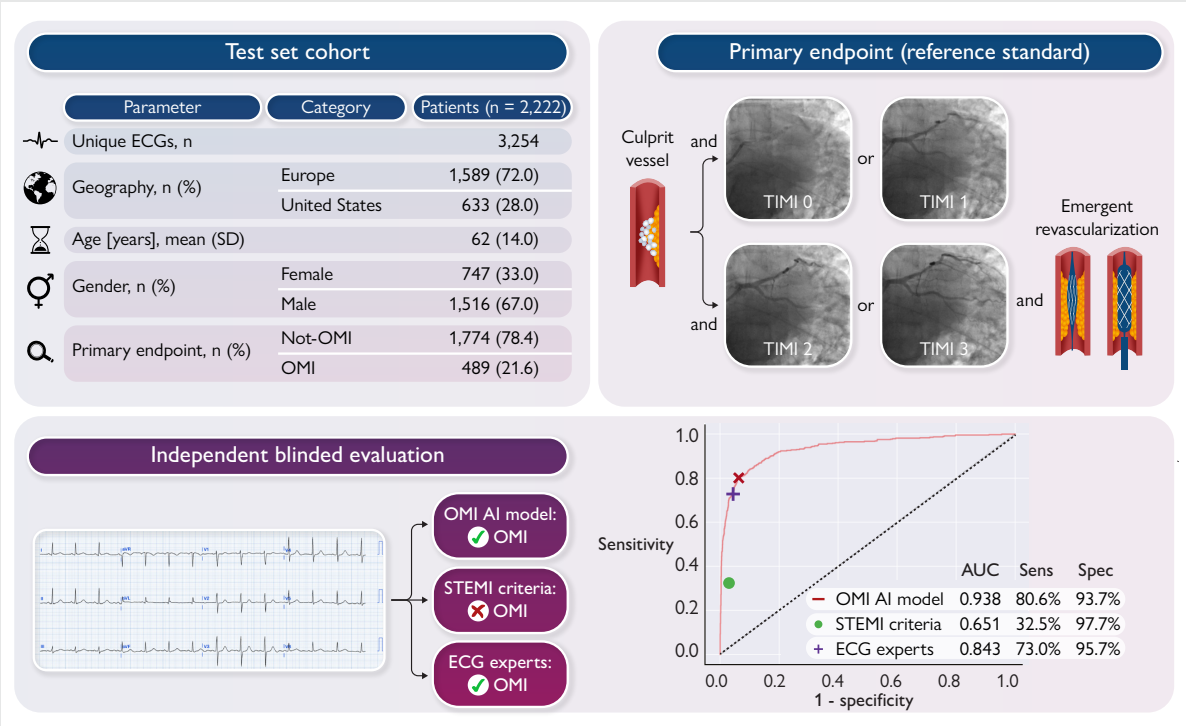 Test set cohort
Parameter Category Patients (n = 2,222)
Unique ECGs, n 3,254
Geography, n (%) Europe 1,589 (72.0)
United States 633 (28.0)
Age [years], mean (SD) 62 (14.0)
Gender, n (%) Female 747 (33.0)
Male 1,516 (67.0)
Primary endpoint, n (%) Not-OMI 1,774 (78.4)
OMI 489 (21.6)
Primary endpoint (reference standard)
Culprit
vessel
and
TIMI 0
or
TIMI 1
and
TIMI 2
or
TIMI 3
and
Emergent
revascularization
Independent blinded evaluation
aVR V1
aVL V2
aVF V3
OMI AI model:
OMI
STEMI criteria:
OMI
ECG experts:
OMI
Sensitivity
1.0
0.8
0.6
0.4
0.2
0.0
AUC Sens Spec
OMI AI model 0.938 80.6% 93.7%
STEMI criteria 0.651 32.5% 97.7%
ECG experts 0.843 73.0% 95.7%
0.0 0.2 0.4 0.6 0.8 1.0
1 - specificity